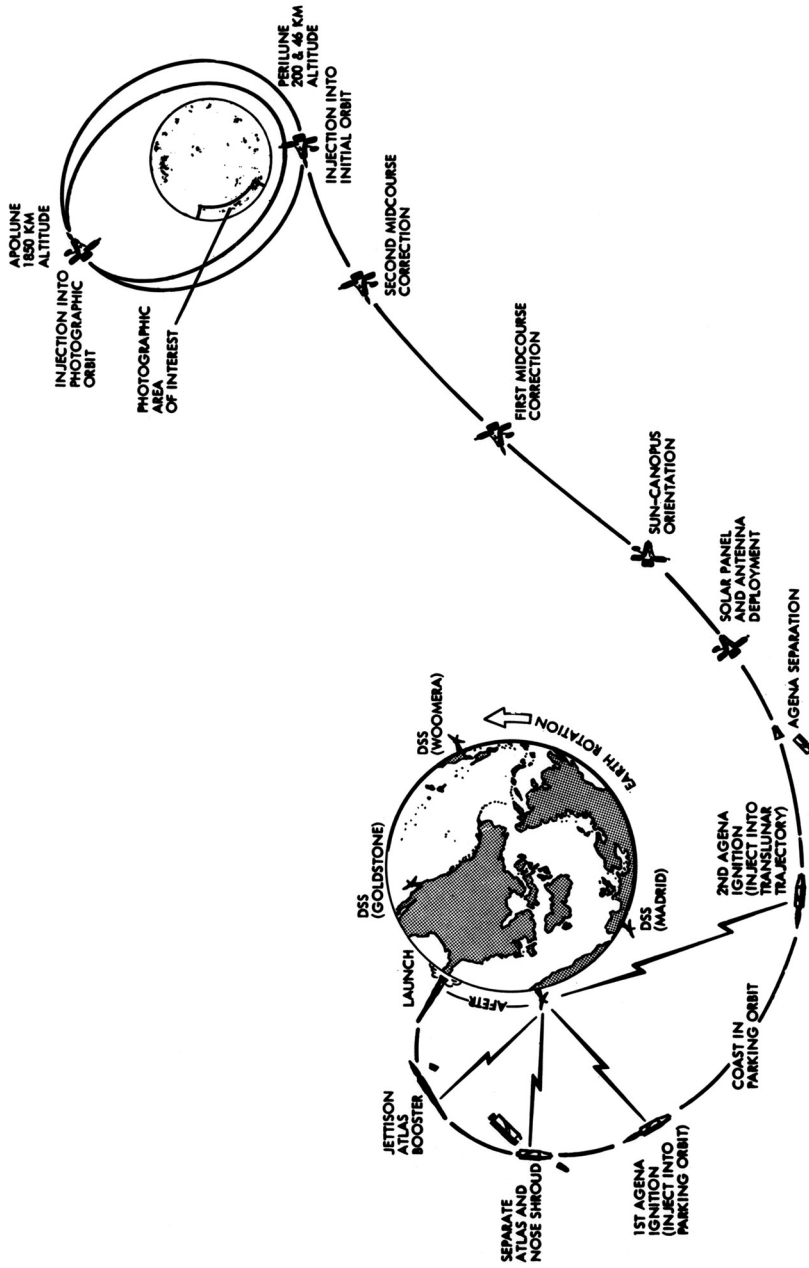 LAUNCH
JETTISON
ATLAS
BOOSTER
SEPARATE
ATLAS AND
NOSE SHROUD
1ST AGENA
IGNITION
(INJECT INTO
PARKING ORBIT)
COAST IN
PARKING ORBIT
2ND AGENA
IGNITION
(INJECT INTO
TRANSLUNAR
TRAJECTORY)
AGENA SEPARATION
SOLAR PANEL
AND ANTENNA
DEPLOYMENT
SUN-CANOPUS
ORIENTATION
FIRST MIDCOURSE
CORRECTION
SECOND MIDCOURSE
CORRECTION
INJECTION INTO
INITIAL ORBIT
PERILUNE
200 & 46 KM
ALTITUDE
APOLUNE
1850 KM
ALTITUDE
INJECTION INTO
PHOTOGRAPHIC
ORBIT
PHOTOGRAPHIC
AREA
OF INTEREST
DSS
(GOLDSTONE)
DSS
(WOOMERA)
DSS
(MADRID)
AFETR
EARTH ROTATION